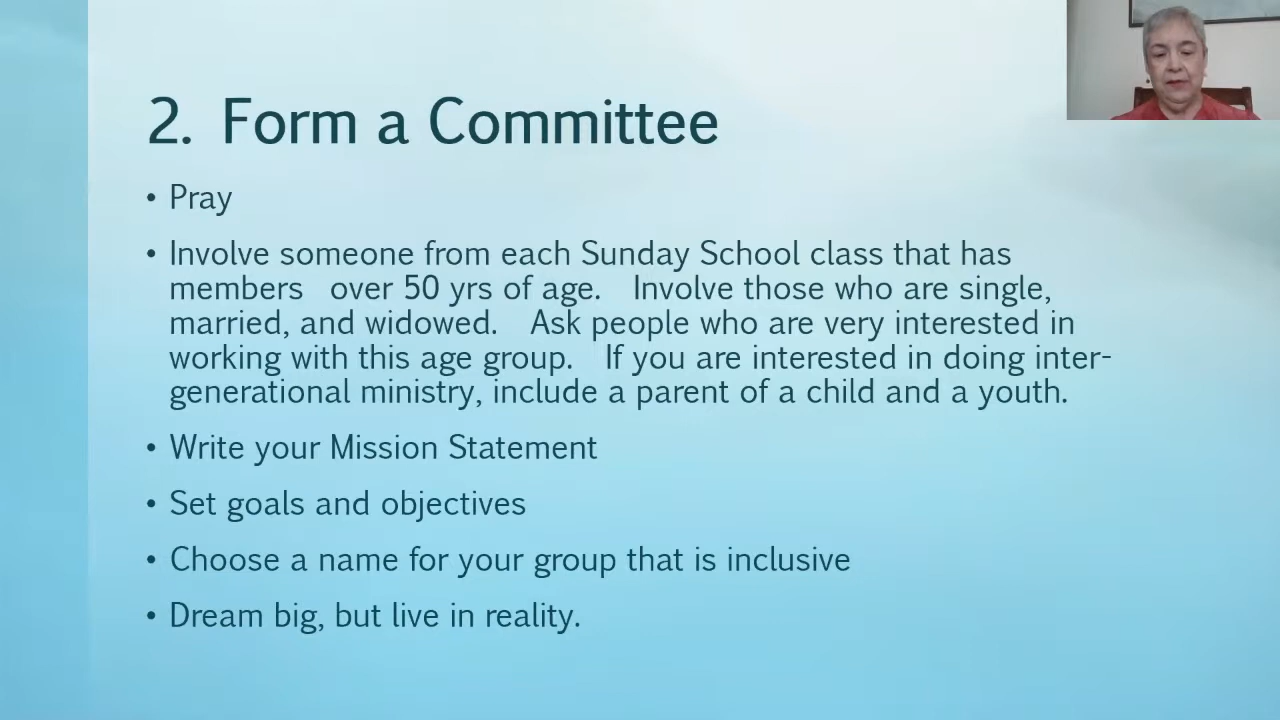 2. Form a Committee
• Pray
• Involve someone from each Sunday School class that has
members over 50 yrs of age. Involve those who are single,
married, and widowed. Ask people who are very interested in
working with this age group. If you are interested in doing inter-
generational ministry, include a parent of a child and a youth.
• Write your Mission Statement
• Set goals and objectives
• Choose a name for your group that is inclusive
• Dream big, but live in reality.